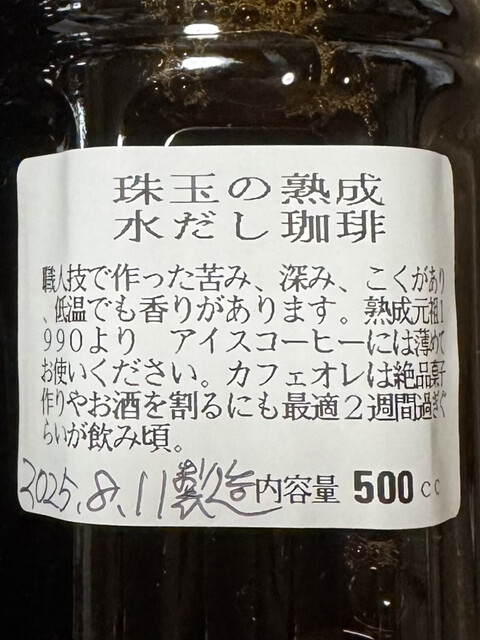 珠玉の熟成
水だし珈琲
職人技で作った苦み、深み、こくがあり
、低温でも香りがあります。熟成元祖1
990より　アイスコーヒーには薄めて
お使いください。カフェオレは絶品菓子
作りやお酒を割るにも最適2週間過ぎぐ
らいが飲み頃。
2025.8.11製造 内容量 500cc